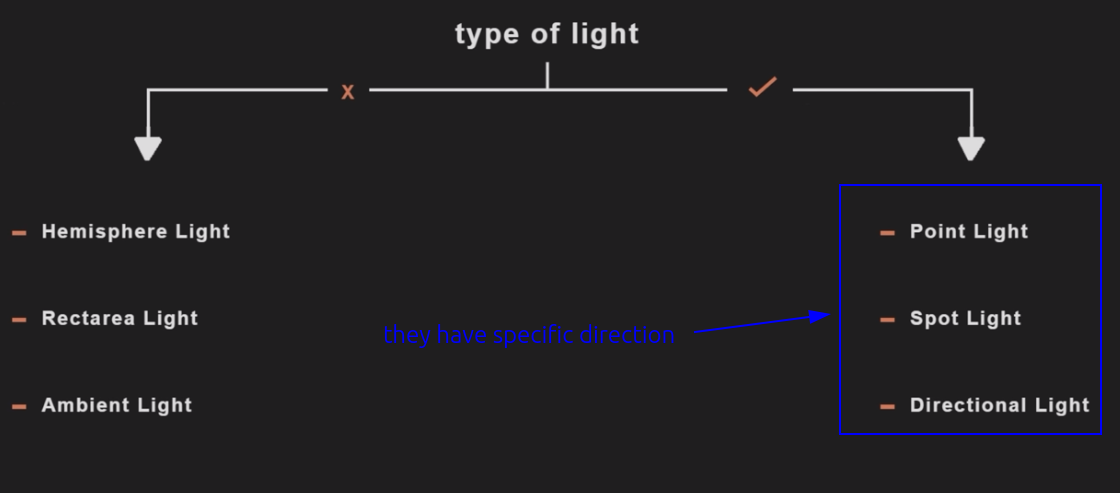 type of light
x
Hemisphere Light
Rectarea Light
Ambient Light
they have specific direction
Point Light
Spot Light
Directional Light